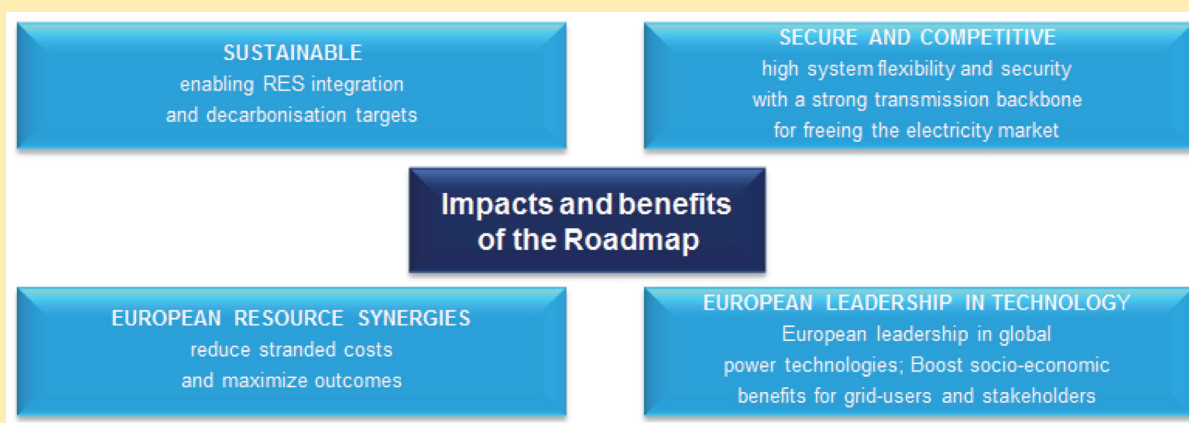 SUSTAINABLE
enabling RES integration
and decarbonisation targets
SECURE AND COMPETITIVE
high system flexibility and security
with a strong transmission backbone
for freeing the electricity market
Impacts and benefits
of the Roadmap
EUROPEAN RESOURCE SYNERGIES
reduce stranded costs
and maximize outcomes
EUROPEAN LEADERSHIP IN TECHNOLOGY
European leadership in global
power technologies; Boost socio-economic
benefits for grid-users and stakeholders